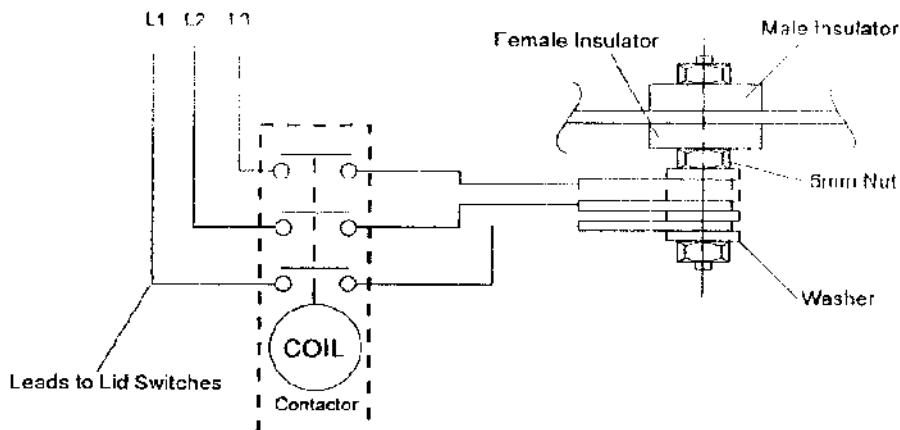 L1 L2 L3
Male Insulator
Female Insulator
5mm Nut
Washer
COIL
Leads to Lid Switches
Contactor